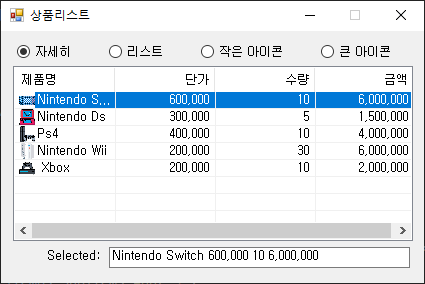 상품리스트
자세히 리스트 작은 아이콘 큰 아이콘
제품명 단가 수량 금액
Nintendo S... 600,000 10 6,000,000
Nintendo Ds 300,000 5 1,500,000
Ps4 400,000 10 4,000,000
Nintendo Wii 200,000 30 6,000,000
Xbox 200,000 10 2,000,000
Selected: Nintendo Switch 600,000 10 6,000,000